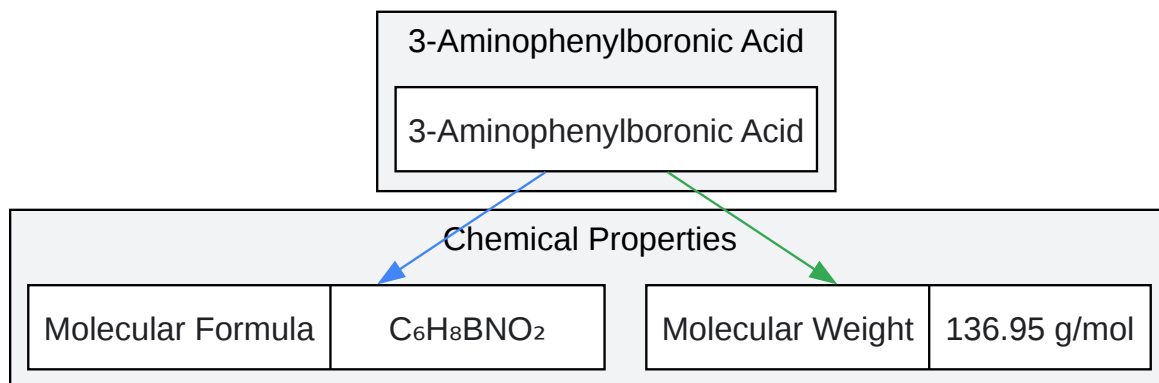 3-Aminophenylboronic Acid
3-Aminophenylboronic Acid
Chemical Properties
Molecular Formula C₆H₈BNO₂
Molecular Weight 136.95 g/mol